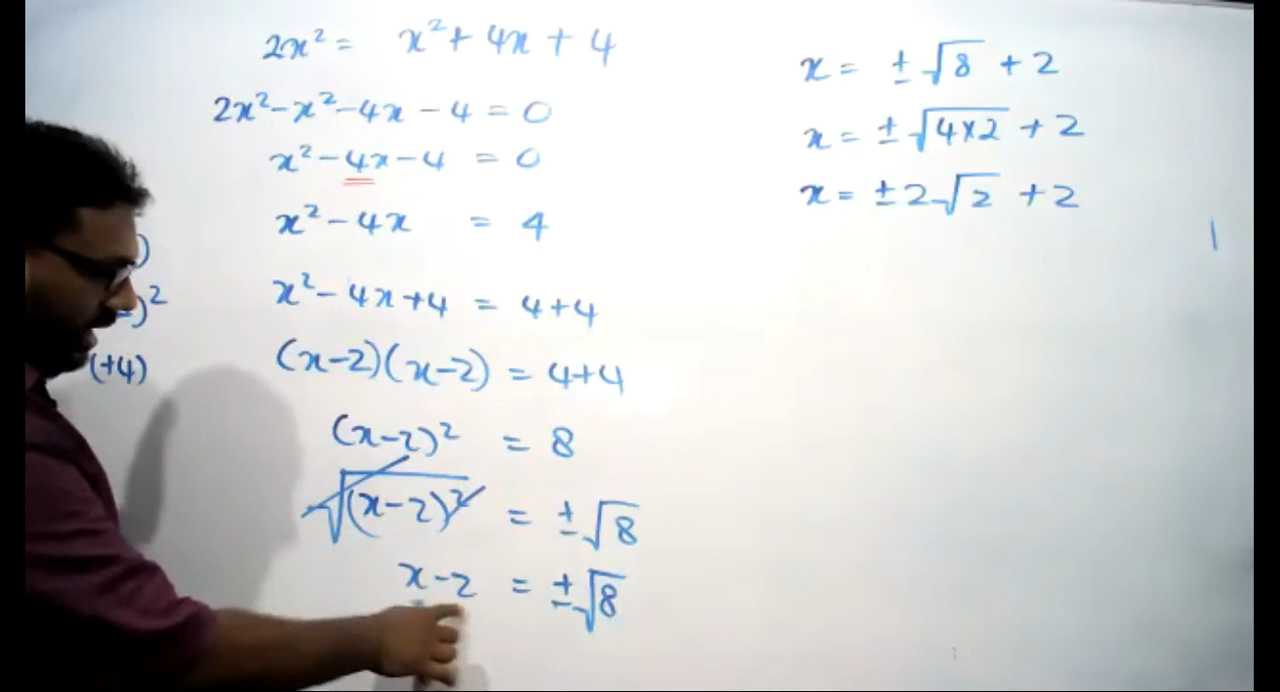 2x² = x² + 4x + 4
2x² - x² - 4x - 4 = 0
x² - 4x - 4 = 0
x² - 4x = 4
x² - 4x + 4 = 4 + 4
(x-2)(x-2) = 4+4
(x-2)² = 8
√(x-2)² = ±√8
x - 2 = ±√8
)
)²
(+4)
x = ±√8 + 2
x = ±√4×2 + 2
x = ±2√2 + 2